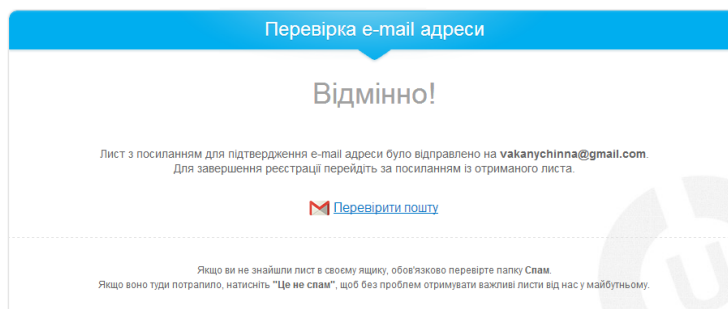 Перевірка e-mail адреси
Відмінно!
Лист з посиланням для підтвердження e-mail адреси було відправлено на vakanychinna@gmail.com.
Для завершення реєстрації перейдіть за посиланням із отриманого листа.
Перевірити пошту
Якщо ви не знайшли лист в своєму ящику, обов'язково перевірте папку Спам.
Якщо воно туди потрапило, натисніть "Це не спам", щоб без проблем отримувати важливі листи від нас у майбутньому.